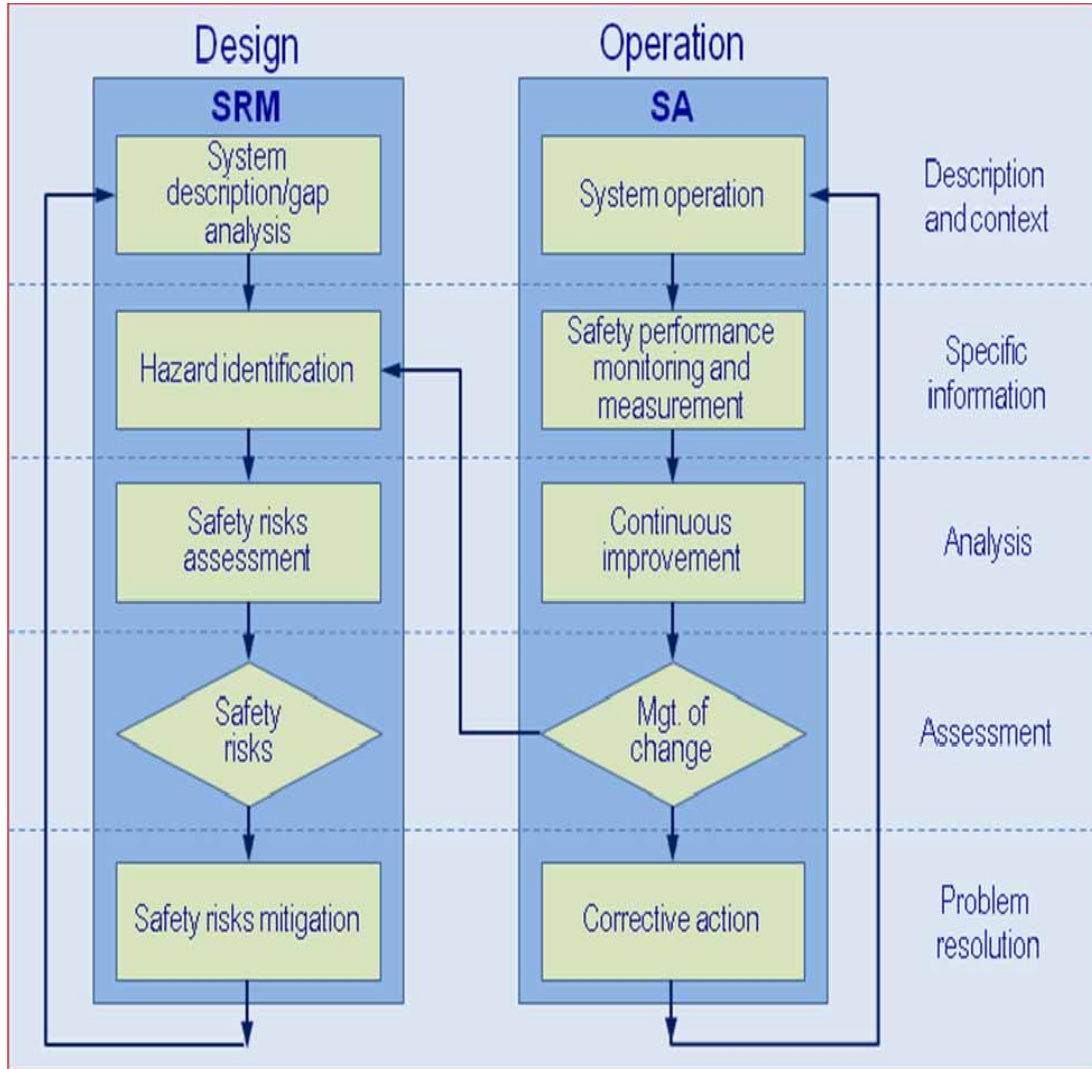 Design
Operation
SRM
SA
System
description/gap
analysis
System operation
Description
and context
Hazard identification
Safety performance
monitoring and
measurement
Specific
information
Safety risks
assessment
Continuous
improvement
Analysis
Safety
risks
Mgt. of
change
Assessment
Safety risks mitigation
Corrective action
Problem
resolution